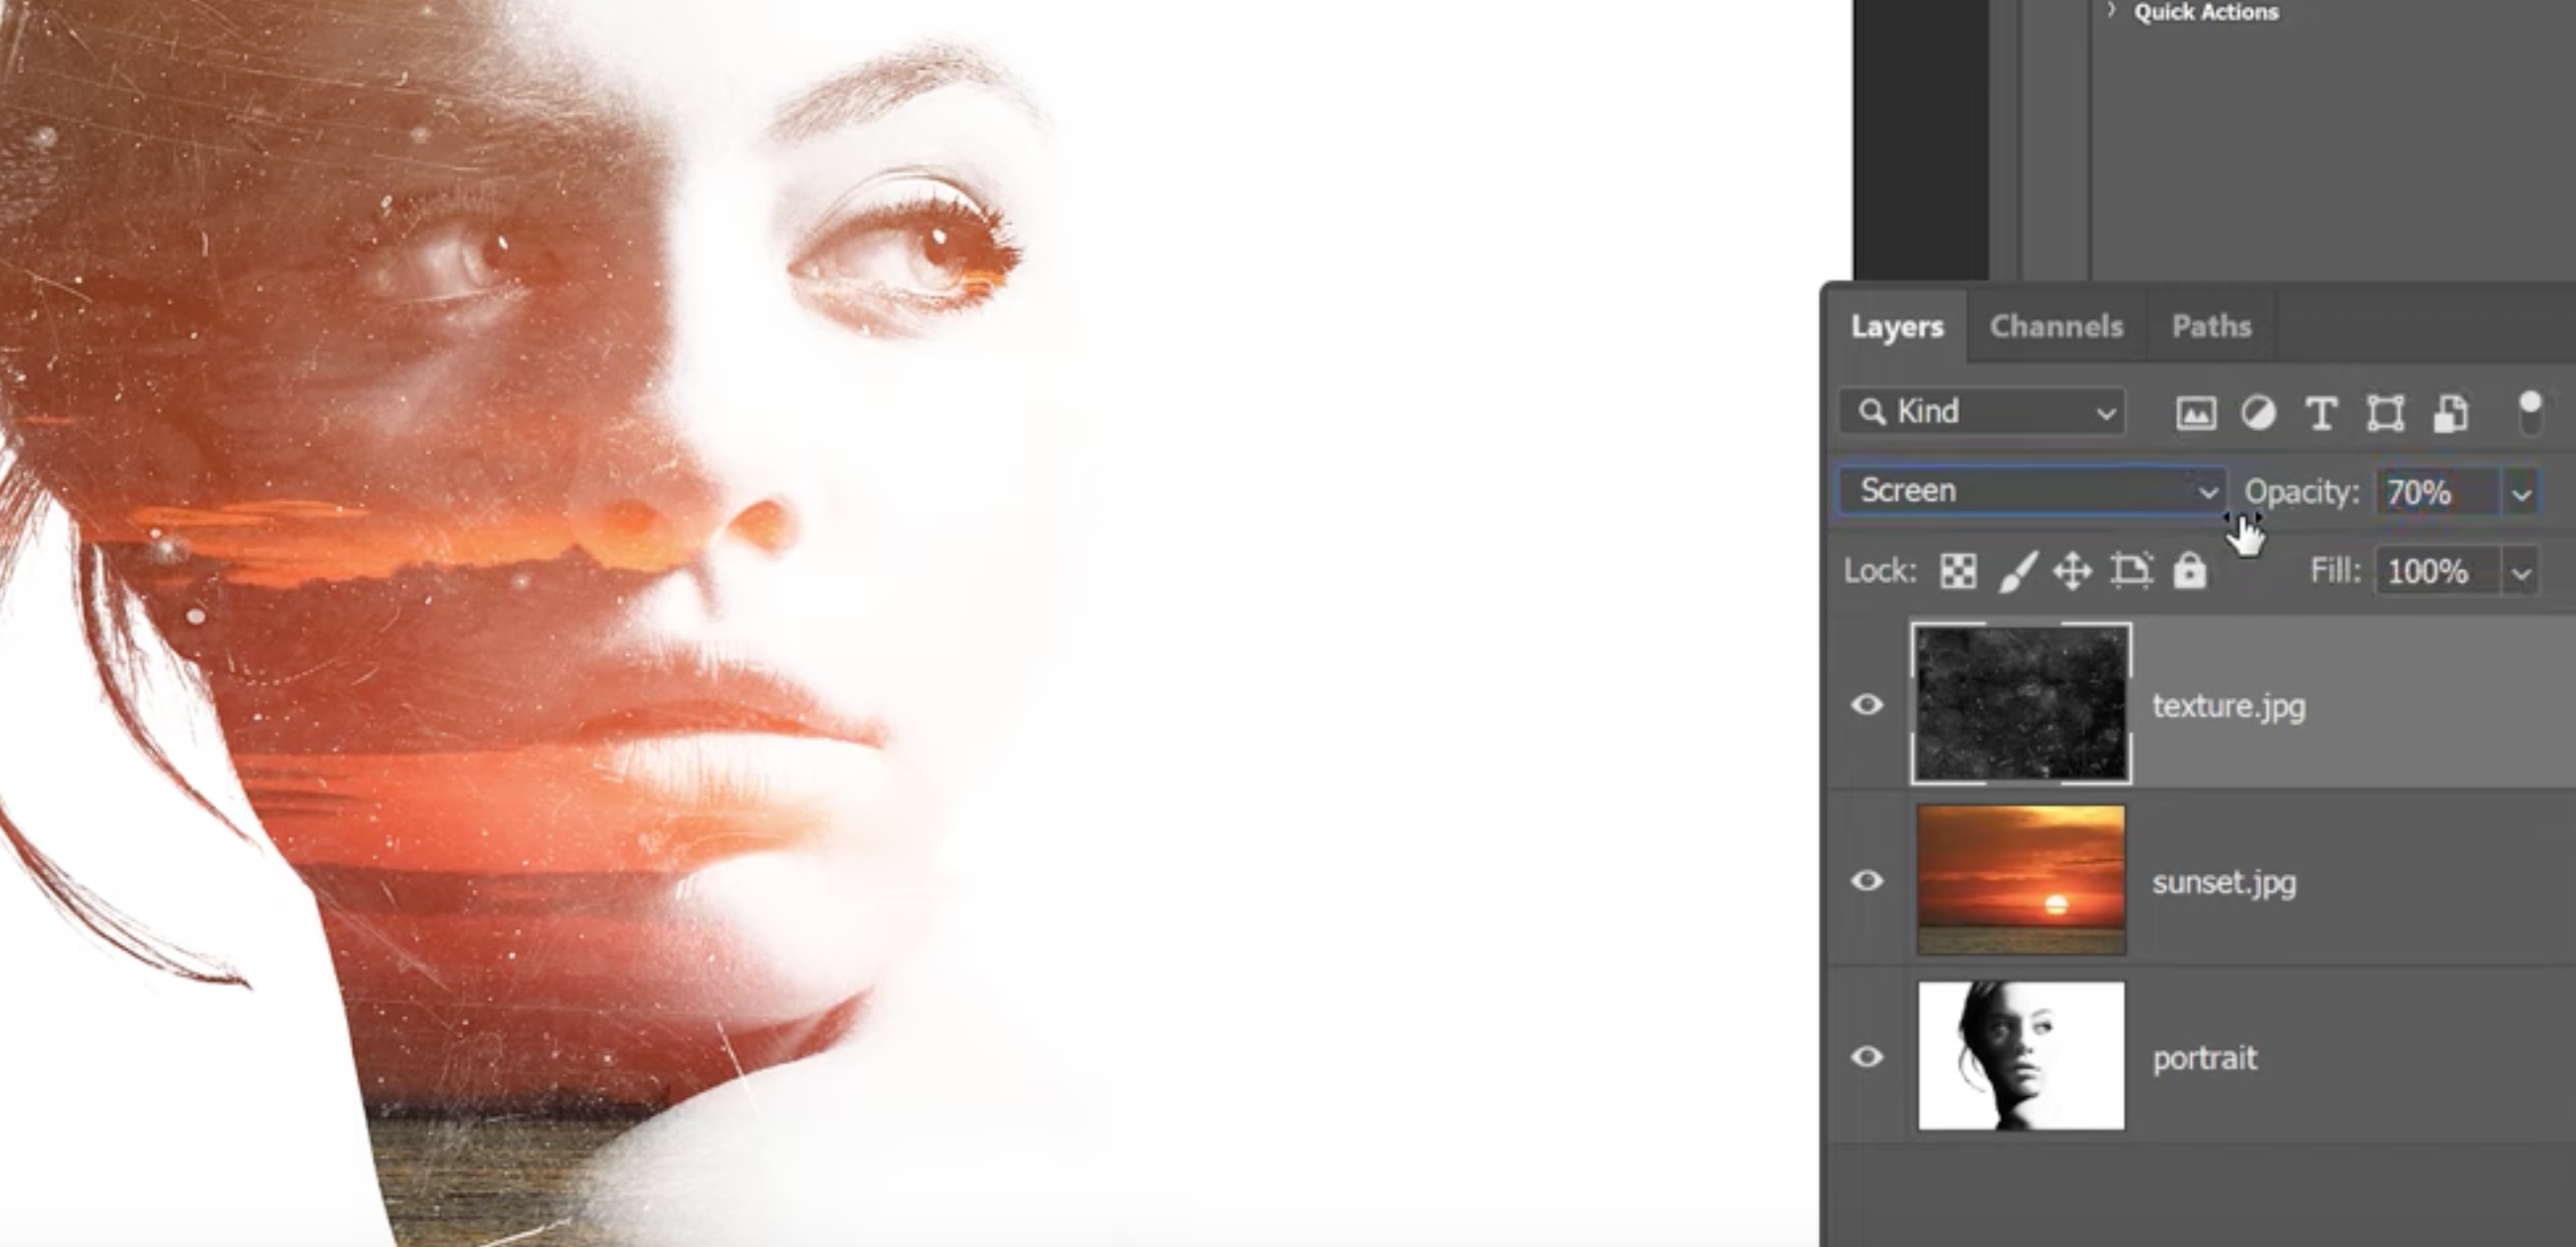 Quick Actions
Layers Channels Paths
Kind
Screen Opacity: 70%
Lock: Fill: 100%
texture.jpg
sunset.jpg
portrait